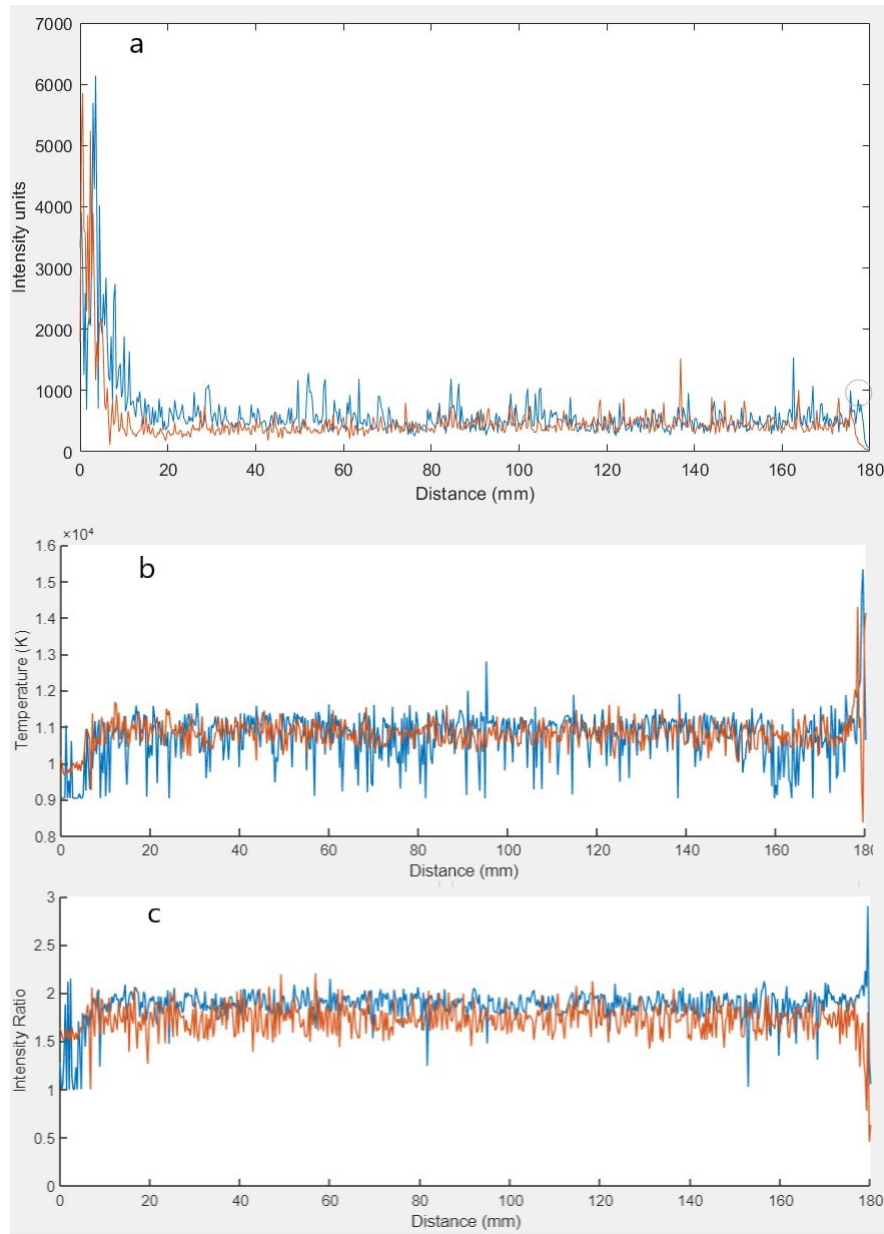 a
7000
6000
5000
4000
3000
2000
1000
0
Intensity units
0 20 40 60 80 100 120 140 160 180
Distance (mm)
×10⁴
b
1.6
1.5
1.4
1.3
1.2
1.1
1
0.9
0.8
Temperature (K)
0 20 40 60 80 100 120 140 160 180
Distance (mm)
c
3
2.5
2
1.5
1
0.5
0
Intensity Ratio
0 20 40 60 80 100 120 140 160 180
Distance (mm)